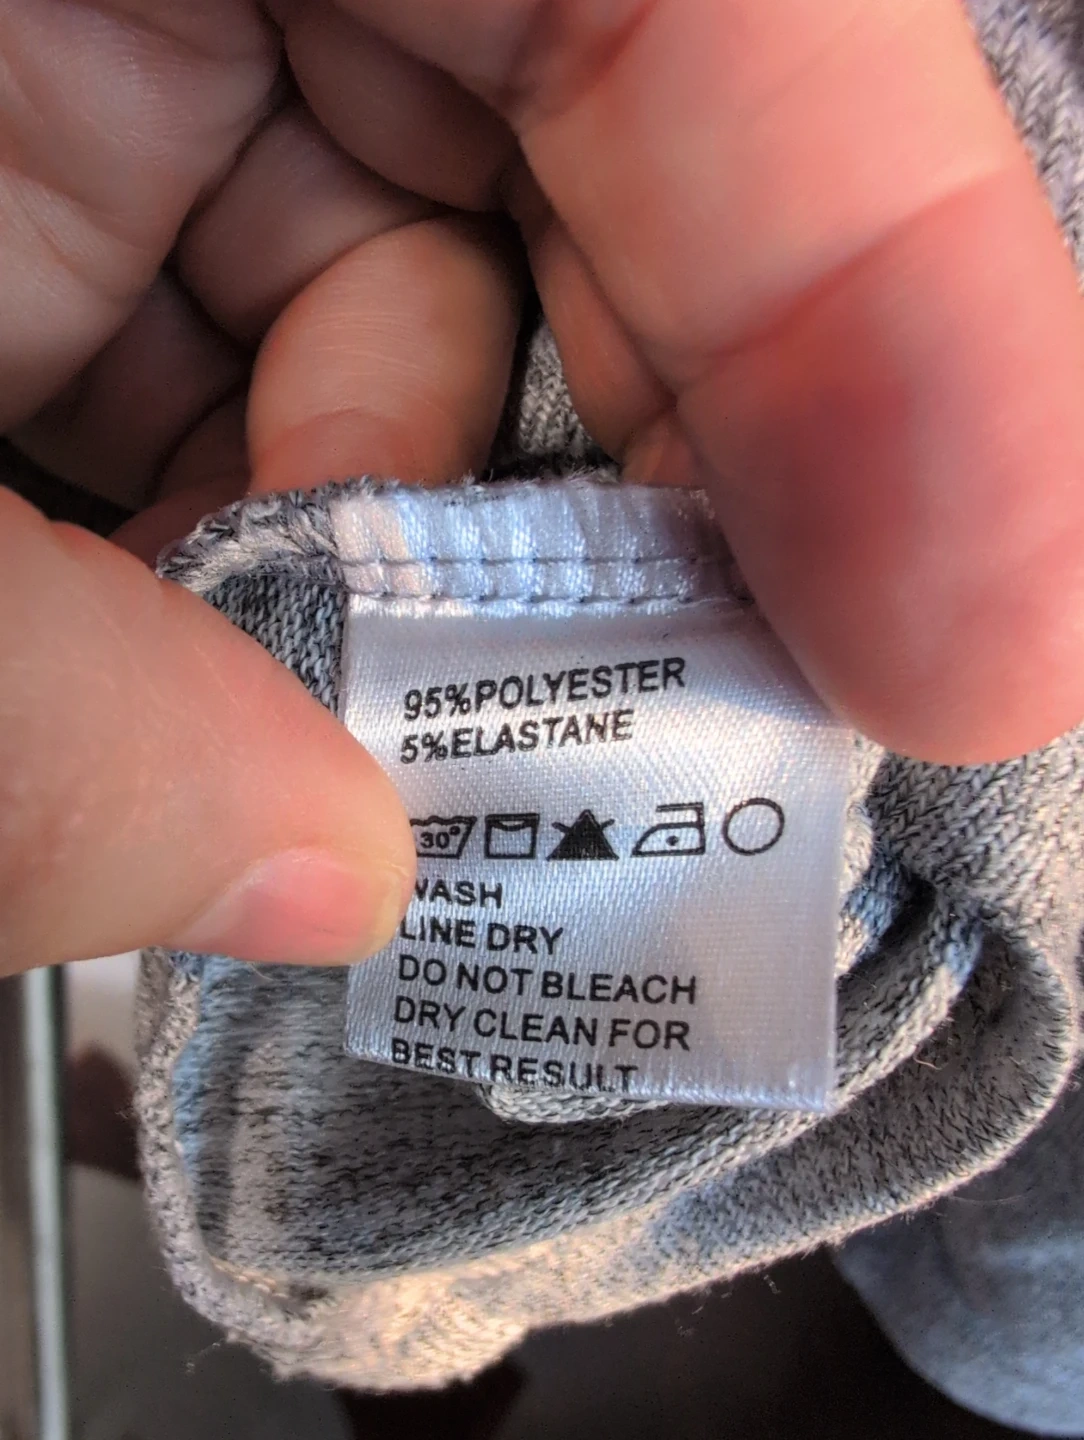 95%POLYESTER
5%ELASTANE
30°
WASH
LINE DRY
DO NOT BLEACH
DRY CLEAN FOR
BEST RESULT